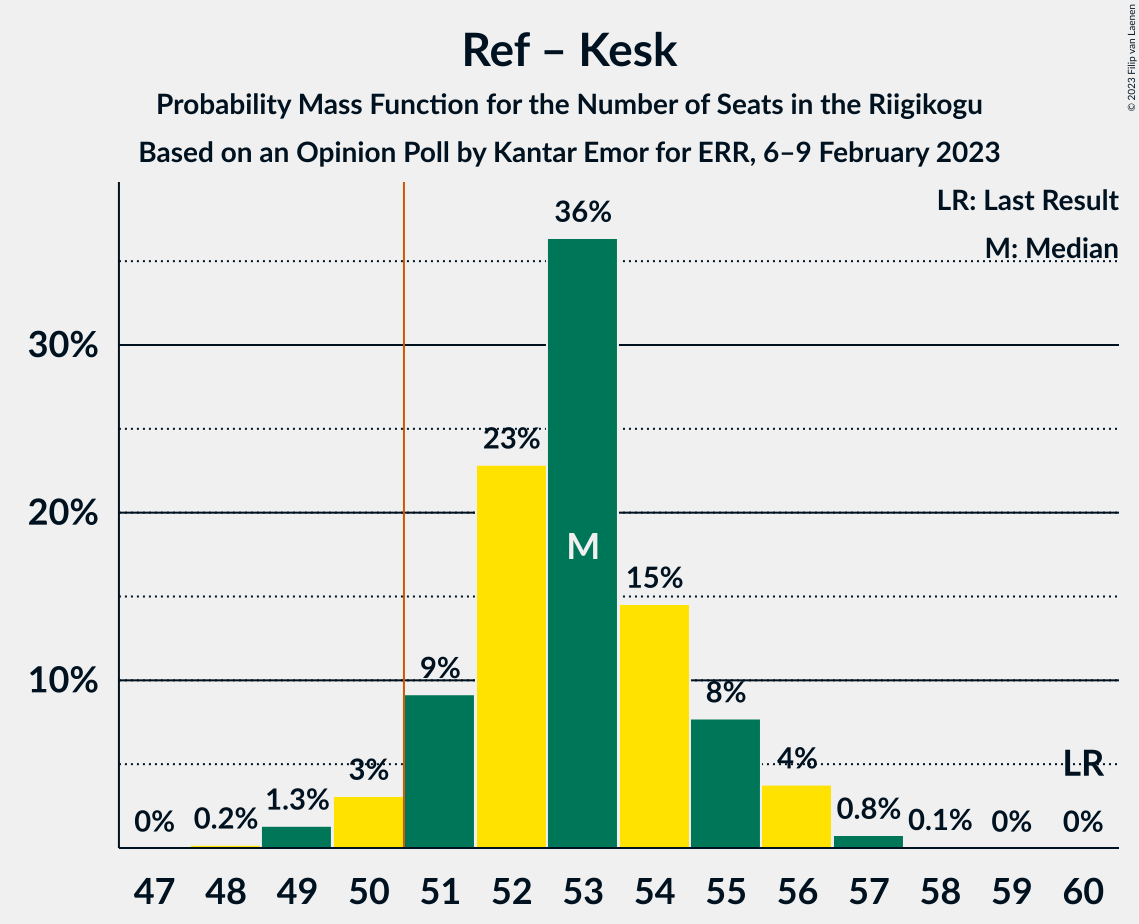 Ref – Kesk
Probability Mass Function for the Number of Seats in the Riigikogu
Based on an Opinion Poll by Kantar Emor for ERR, 6–9 February 2023
© 2023 Filip van Laenen
LR: Last Result
M: Median
36%
30%
23%
20%
M
15%
10%
9%
8%
3%
4%
LR
0%
0.2%
1.3%
0.8%
0.1%
0%
0%
47 48 49 50 51 52 53 54 55 56 57 58 59 60